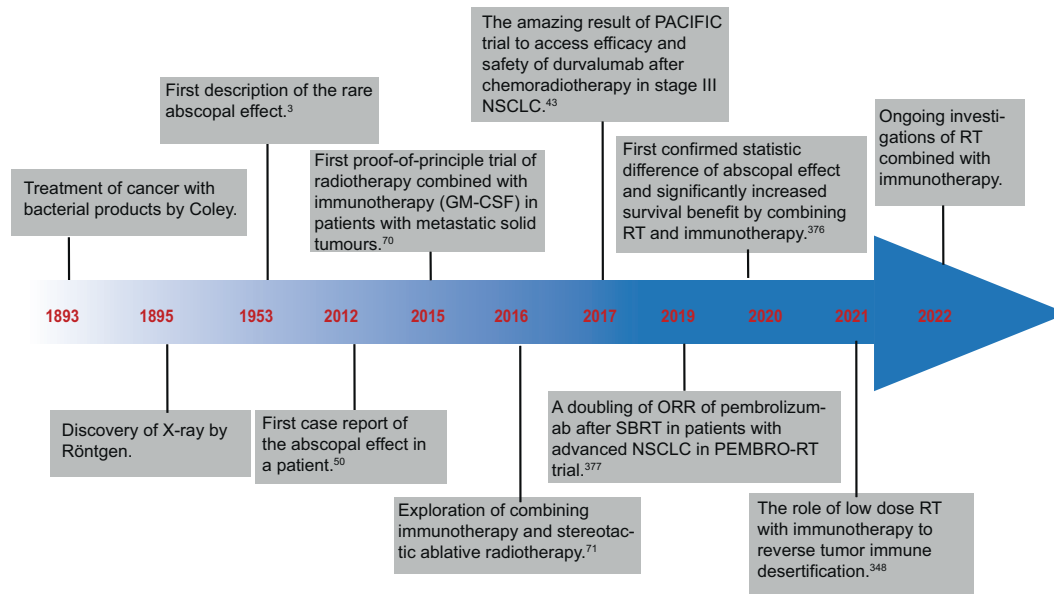 The amazing result of PACIFIC
trial to access efficacy and
safety of durvalumab after
chemoradiotherapy in stage III
NSCLC.43
First description of the rare
abscopal effect.3
Ongoing investi-
gations of RT
combined with
immunotherapy.
First confirmed statistic
difference of abscopal effect
and significantly increased
survival benefit by combining
RT and immunotherapy.376
First proof-of-principle trial of
radiotherapy combined with
immunotherapy (GM-CSF) in
patients with metastatic solid
tumours.70
Treatment of cancer with
bacterial products by Coley.
1893 1895 1953 2012 2015 2016 2017 2019 2020 2021 2022
Discovery of X-ray by
Röntgen.
First case report of
the abscopal effect in
a patient.50
A doubling of ORR of pembrolizum-
ab after SBRT in patients with
advanced NSCLC in PEMBRO-RT
trial.377
Exploration of combining
immunotherapy and stereotac-
tic ablative radiotherapy.71
The role of low dose RT
with immunotherapy to
reverse tumor immune
desertification.348